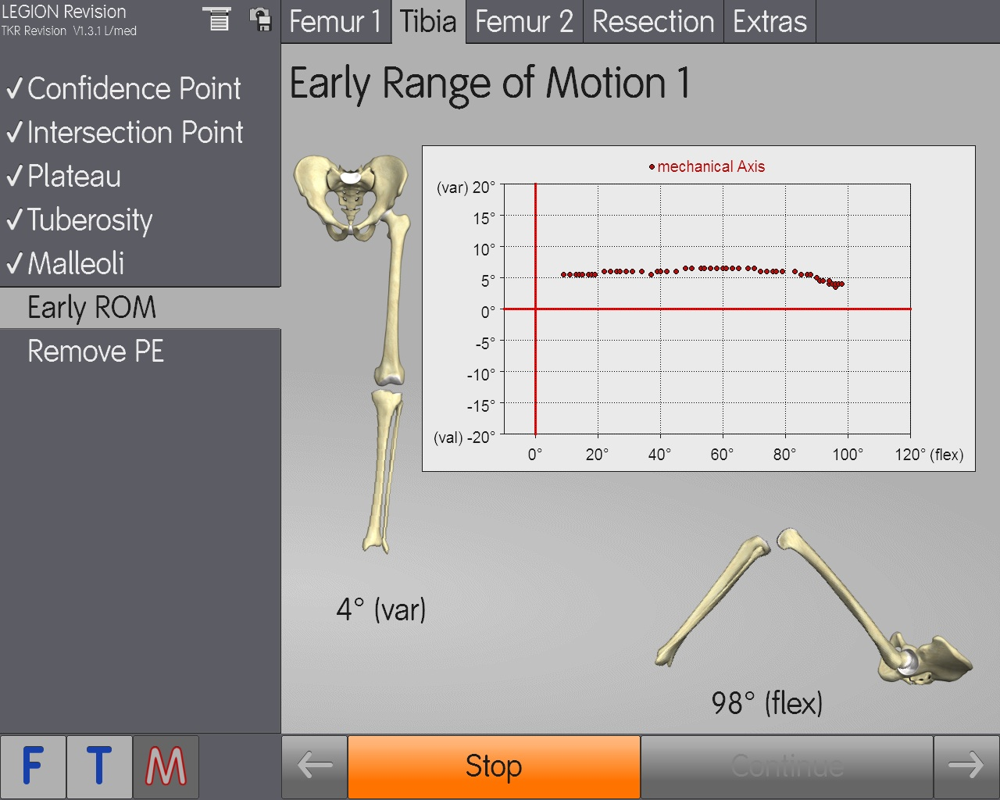 LEGION Revision
TKR Revision V1.3.1 L/med
Femur 1
Tibia
Femur 2
Resection
Extras
✓Confidence Point
✓Intersection Point
✓Plateau
✓Tuberosity
✓Malleoli
Early ROM
Remove PE
Early Range of Motion 1
mechanical Axis
(var) 20°
15°
10°
5°
0°
-5°
-10°
-15°
(val) -20°
0° 20° 40° 60° 80° 100° 120° (flex)
4° (var)
98° (flex)
F T M
Stop
Continue